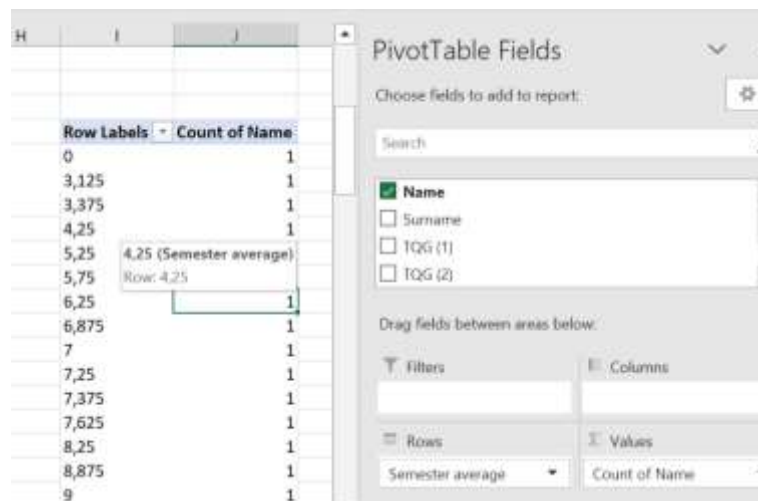 H I J
Row Labels Count of Name
0 1
3,125 1
3,375 1
4,25 1
5,25
5,75
6,25 1
6,875 1
7 1
7,25 1
7,375 1
7,625 1
8,25 1
8,875 1
9 1
4,25 (Semester average)
Row: 4,25
PivotTable Fields
Choose fields to add to report:
Search
Name
Surname
TQG (1)
TQG (2)
Drag fields between areas below:
Filters
Columns
Rows
Values
Semester average
Count of Name